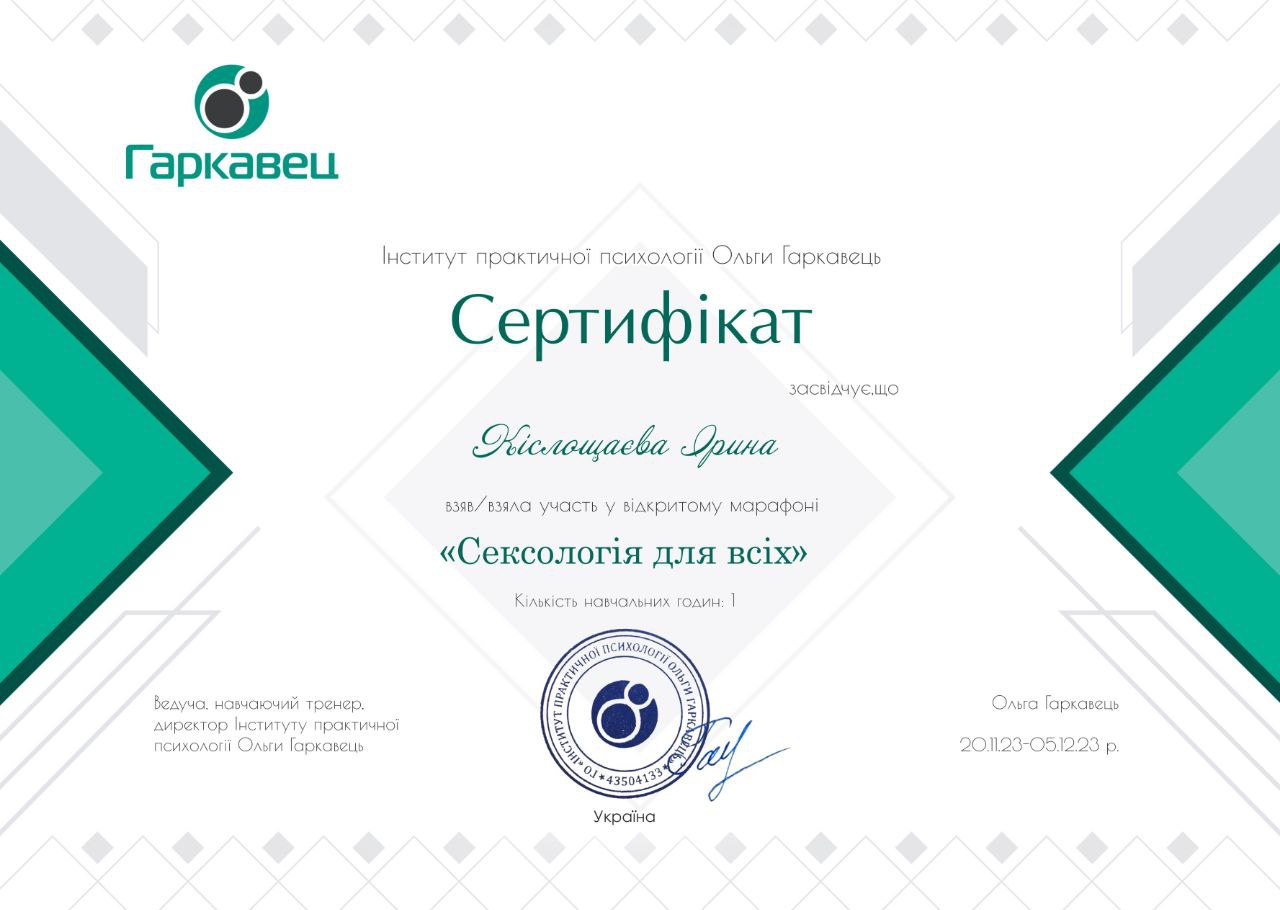 Гаркавец
Інститут практичної психології Ольги Гаркавець
Сертифікат
засвідчує,що
Кіслощаєва Ірина
взяв/взяла участь у відкритому марафоні
«Сексологія для всіх»
Кількість навчальних годин: 1
ГО «ІНСТИТУТ ПРАКТИЧНОЇ ПСИХОЛОГІЇ ОЛЬГИ ГАРКАВЕЦЬ» * 43504133 *
Ведуча, навчаючий тренер,
директор Інституту практичної
психології Ольги Гаркавець
Ольга Гаркавець
20.11.23-05.12.23 р.
Україна